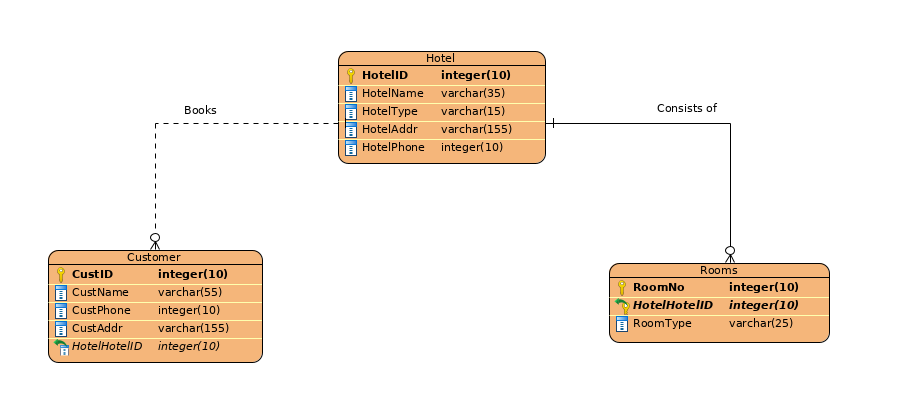 Hotel
HotelID integer(10)
HotelName varchar(35)
HotelType varchar(15)
HotelAddr varchar(155)
HotelPhone integer(10)
Books
Consists of
Customer
CustID integer(10)
CustName varchar(55)
CustPhone integer(10)
CustAddr varchar(155)
HotelHotelID integer(10)
Rooms
RoomNo integer(10)
HotelHotelID integer(10)
RoomType varchar(25)